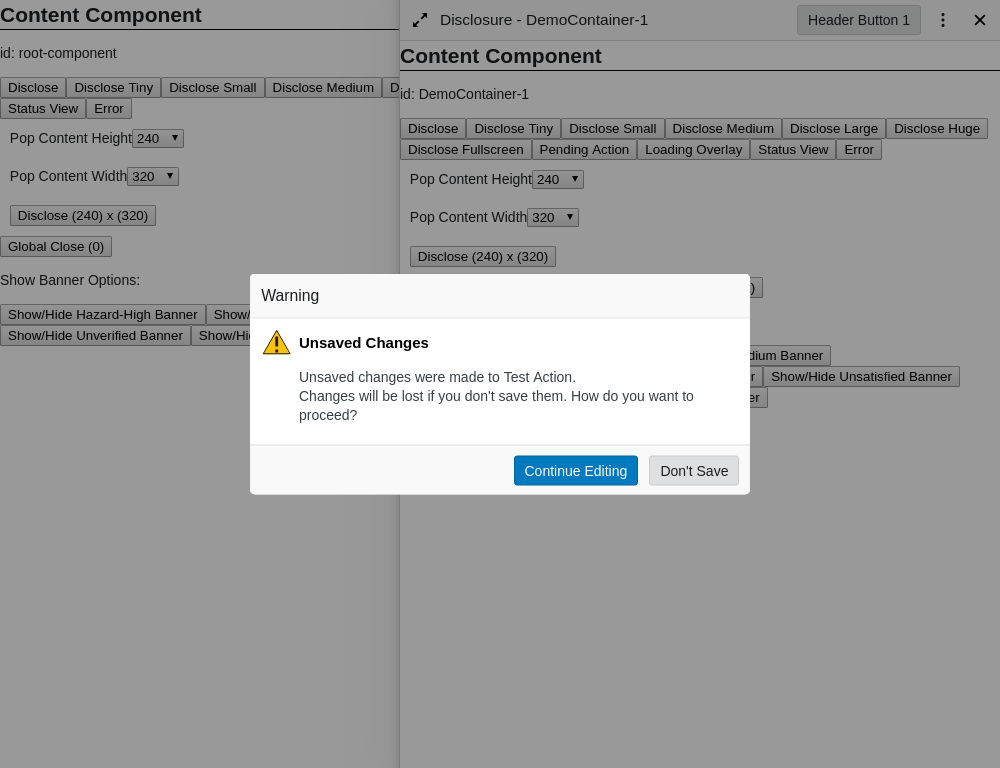 Content Component
id: root-component
Disclose Disclose Tiny Disclose Small Disclose Medium D
Status View Error
Pop Content Height 240
Pop Content Width 320
Disclose (240) x (320)
Global Close (0)
Show Banner Options:
Show/Hide Hazard-High Banner Show/
Show/Hide Unverified Banner Show/Hi
Disclosure - DemoContainer-1 Header Button 1
Content Component
id: DemoContainer-1
Disclose Disclose Tiny Disclose Small Disclose Medium Disclose Large Disclose Huge
Disclose Fullscreen Pending Action Loading Overlay Status View Error
Pop Content Height 240
Pop Content Width 320
Disclose (240) x (320)
)
dium Banner
r Show/Hide Unsatisfied Banner
er
Warning
Unsaved Changes
Unsaved changes were made to Test Action.
Changes will be lost if you don't save them. How do you want to
proceed?
Continue Editing Don't Save